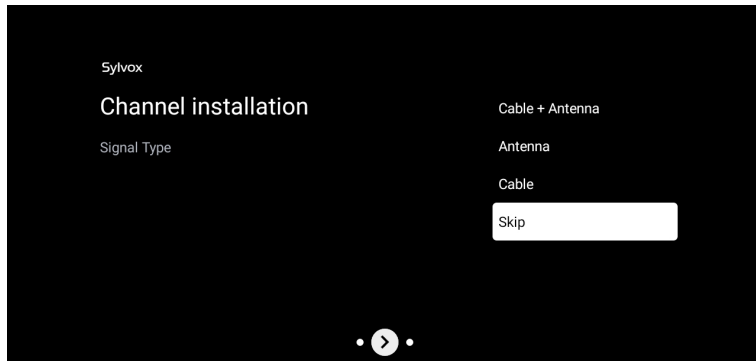 Sylvox
Channel installation
Signal Type
Cable + Antenna
Antenna
Cable
Skip